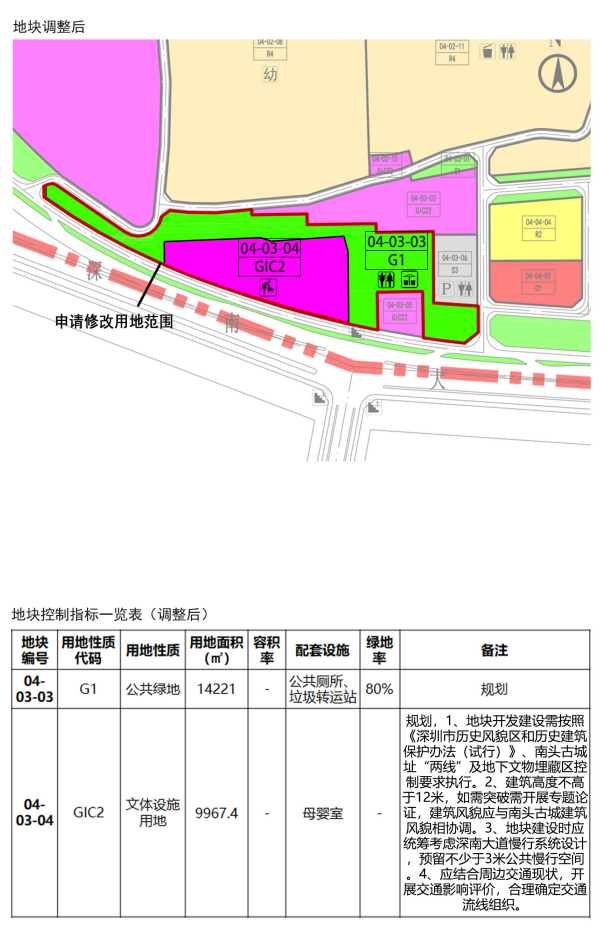 地块调整后
04-02-08
R4
幼
04-02-11
R4
N
04-02-10
GIC22
04-03-01
G1
04-03-02
GIC22
04-04-04
R2
04-03-04
GIC2
04-03-03
G1
04-03-06
S3
P
C1
04-03-05
GIC22
申请修改用地范围
深
南
大
地块控制指标一览表（调整后）
地块编号 用地性质代码 用地性质 用地面积(㎡) 容积率 配套设施 绿地率 备注
04-03-03 G1 公共绿地 14221 - 公共厕所、垃圾转运站 80% 规划
04-03-04 GIC2 文体设施用地 9967.4 - 母婴室 -
规划，1、地块开发建设需按照
《深圳市历史风貌区和历史建筑
保护办法（试行）》、南头古城
址“两线”及地下文物埋藏区控
制要求执行。2、建筑高度不高
于12米，如需突破需开展专题论
证，建筑风貌应与南头古城建筑
风貌相协调。3、地块建设时应
统筹考虑深南大道慢行系统设计
，预留不少于3米公共慢行空间
。4、应结合周边交通现状，开
展交通影响评价，合理确定交通
流线组织。